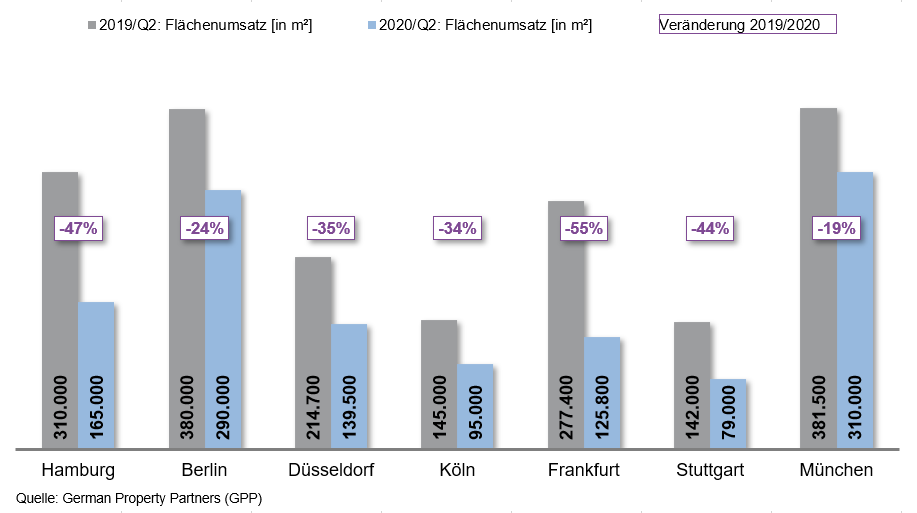 2019/Q2: Flächenumsatz [in m²] 2020/Q2: Flächenumsatz [in m²] Veränderung 2019/2020
-47% -24% -35% -34% -55% -44% -19%
310.000 165.000 380.000 290.000 214.700 139.500 145.000 95.000 277.400 125.800 142.000 79.000 381.500 310.000
Hamburg Berlin Düsseldorf Köln Frankfurt Stuttgart München
Quelle: German Property Partners (GPP)